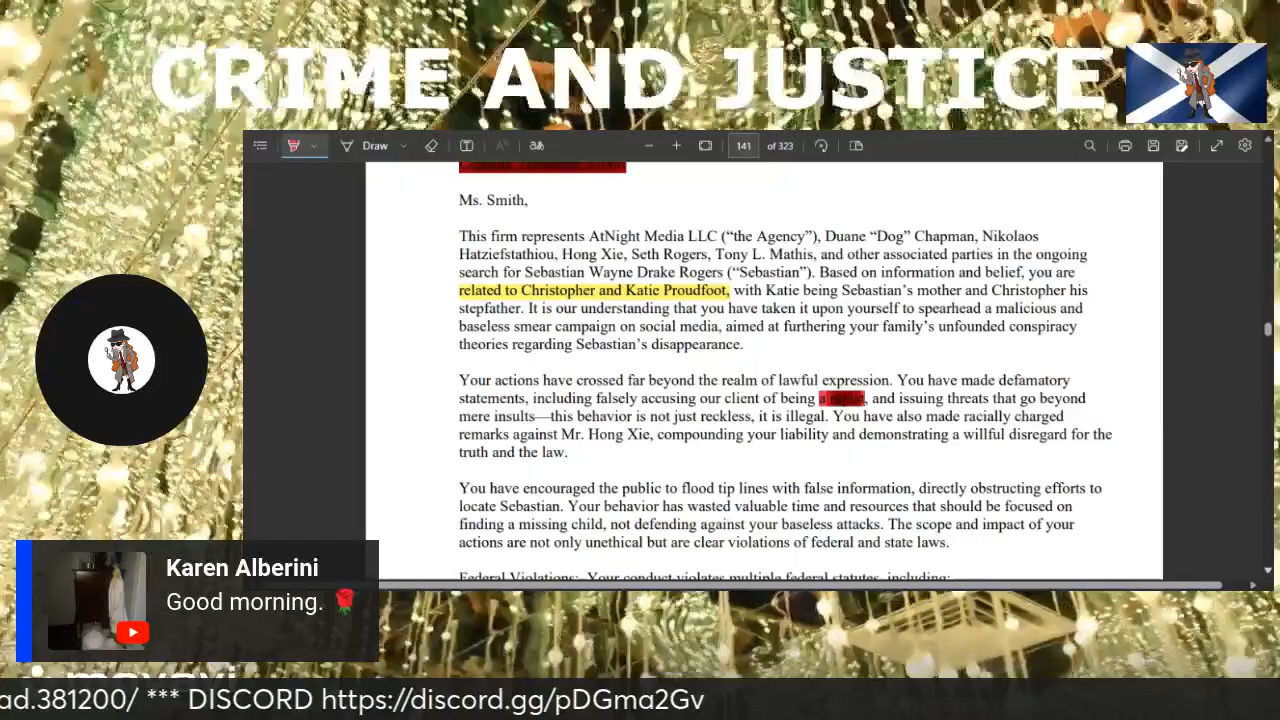 CRIME AND JUSTICE
Draw
141 of 323
Ms. Smith,
This firm represents AtNight Media LLC (“the Agency”), Duane “Dog” Chapman, Nikolaos
Hatziefstathiou, Hong Xie, Seth Rogers, Tony L. Mathis, and other associated parties in the ongoing
search for Sebastian Wayne Drake Rogers (“Sebastian”). Based on information and belief, you are
related to Christopher and Katie Proudfoot, with Katie being Sebastian’s mother and Christopher his
stepfather. It is our understanding that you have taken it upon yourself to spearhead a malicious and
baseless smear campaign on social media, aimed at furthering your family’s unfounded conspiracy
theories regarding Sebastian’s disappearance.
Your actions have crossed far beyond the realm of lawful expression. You have made defamatory
statements, including falsely accusing our client of being a , and issuing threats that go beyond
mere insults—this behavior is not just reckless, it is illegal. You have also made racially charged
remarks against Mr. Hong Xie, compounding your liability and demonstrating a willful disregard for the
truth and the law.
You have encouraged the public to flood tip lines with false information, directly obstructing efforts to
locate Sebastian. Your behavior has wasted valuable time and resources that should be focused on
finding a missing child, not defending against your baseless attacks. The scope and impact of your
actions are not only unethical but are clear violations of federal and state laws.
Federal Violations: Your conduct violates multiple federal statutes, including:
Karen Alberini
Good morning. 🌹
ad.381200/ *** DISCORD https://discord.gg/pDGma2Gv